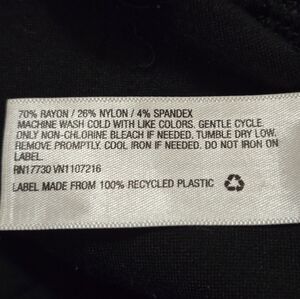 70% RAYON / 26% NYLON / 4% SPANDEX
MACHINE WASH COLD WITH LIKE COLORS. GENTLE CYCLE.
ONLY NON-CHLORINE BLEACH IF NEEDED. TUMBLE DRY LOW.
REMOVE PROMPTLY. COOL IRON IF NEEDED. DO NOT IRON ON
LABEL.
RN17730 VN1107216
LABEL MADE FROM 100% RECYCLED PLASTIC